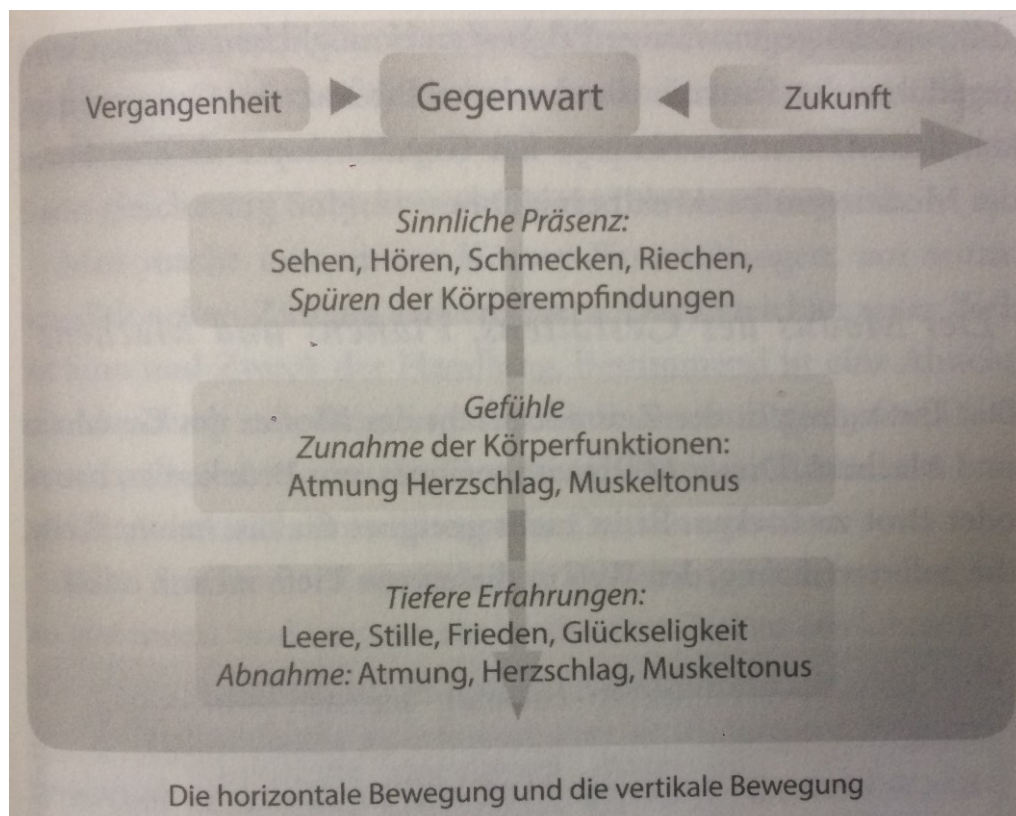 Vergangenheit Gegenwart Zukunft
Sinnliche Präsenz:
Sehen, Hören, Schmecken, Riechen,
Spüren der Körperempfindungen
Gefühle
Zunahme der Körperfunktionen:
Atmung Herzschlag, Muskeltonus
Tiefere Erfahrungen:
Leere, Stille, Frieden, Glückseligkeit
Abnahme: Atmung, Herzschlag, Muskeltonus
Die horizontale Bewegung und die vertikale Bewegung